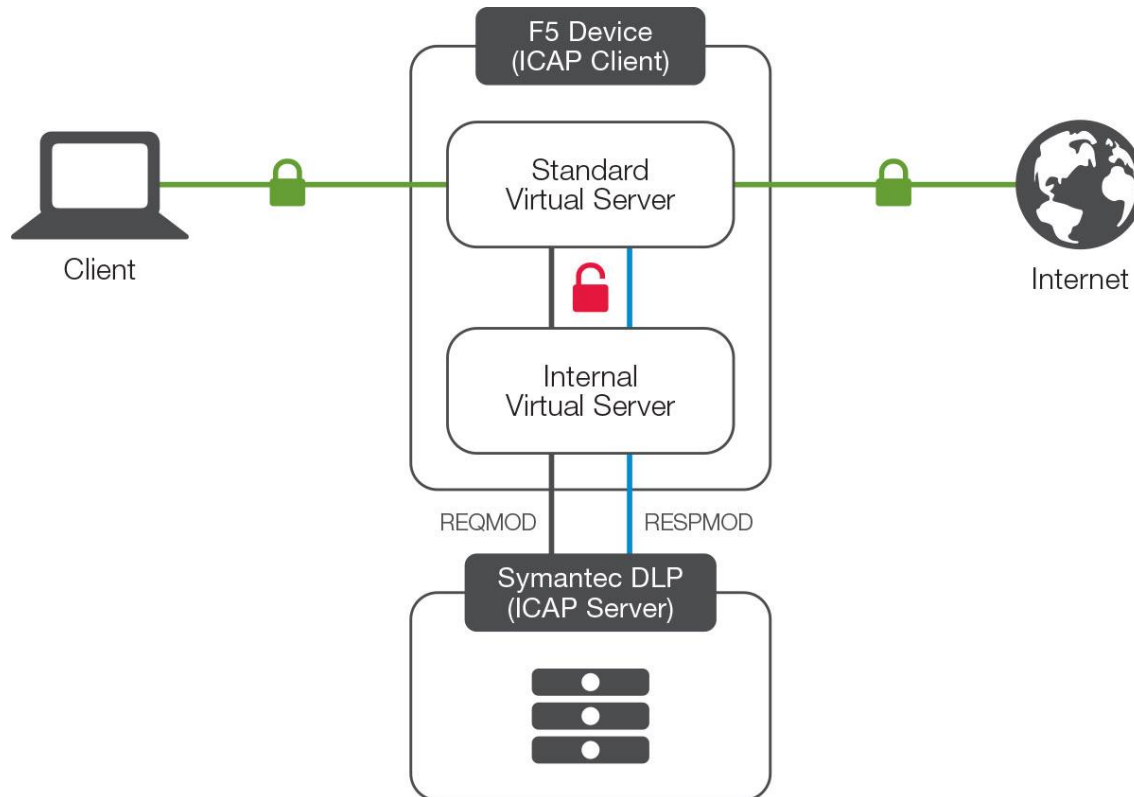 F5 Device
(ICAP Client)
Standard
Virtual Server
Client
Internet
Internal
Virtual Server
REQMOD
RESPMOD
Symantec DLP
(ICAP Server)